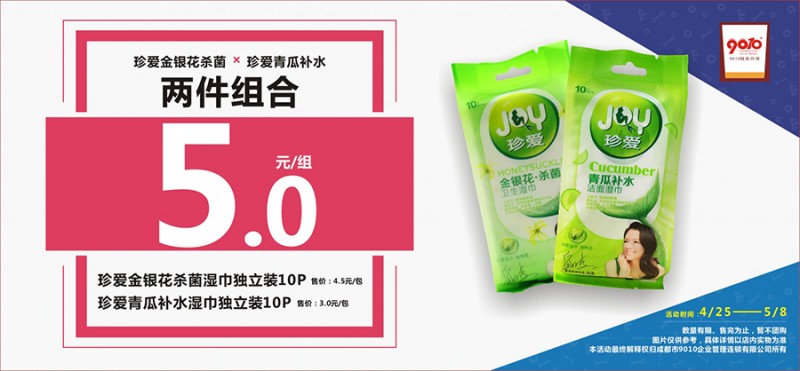 珍爱金银花杀菌 × 珍爱青瓜补水
两件组合
5.0 元/组
珍爱金银花杀菌湿巾独立装10P 售价：4.5元/包
珍爱青瓜补水湿巾独立装10P 售价：3.0元/包
9010
10
JOY
珍爱
HONEYSUCKLE
金银花·杀菌
卫生湿巾
10
JOY
珍爱
Cucumber
青瓜补水
洁面湿巾
活动时间：4/25——5/8
数量有限、售完为止，暂不团购
图片仅供参考，具体详情以店内实物为准
本活动最终解释权归成都市9010企业管理连锁有限公司所有